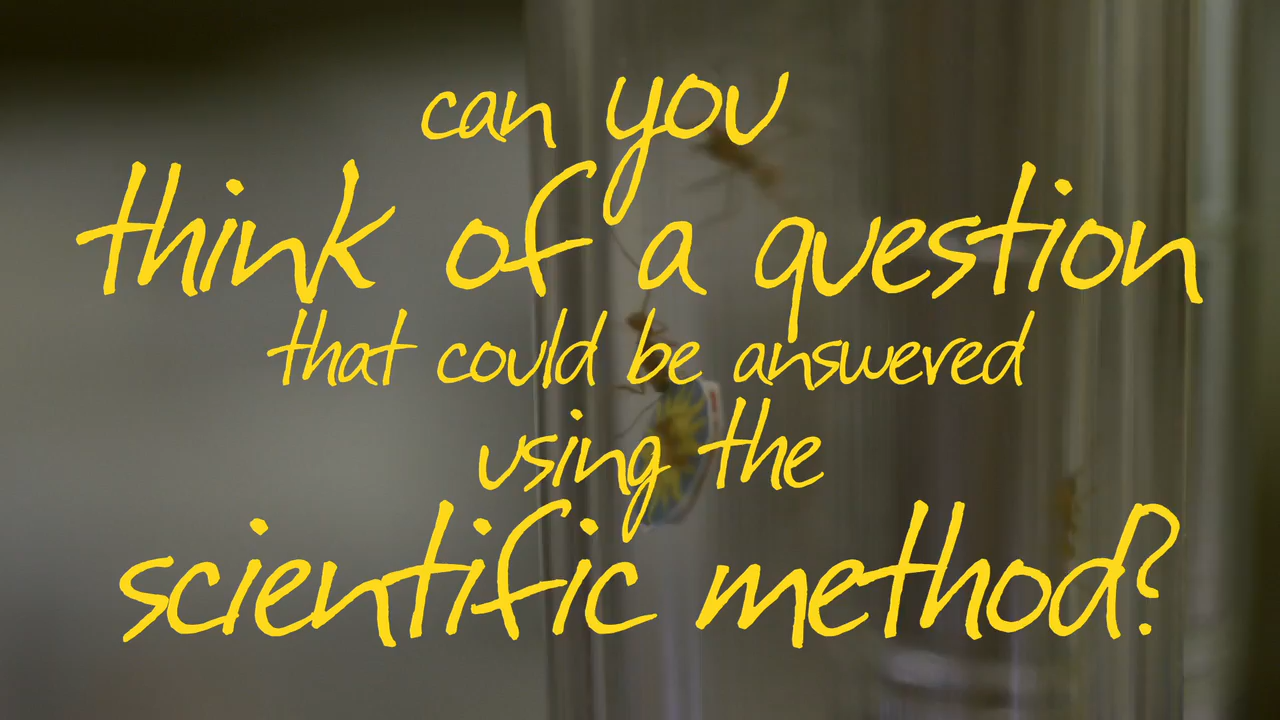 can you
think of a question
that could be answered
using the
scientific method?